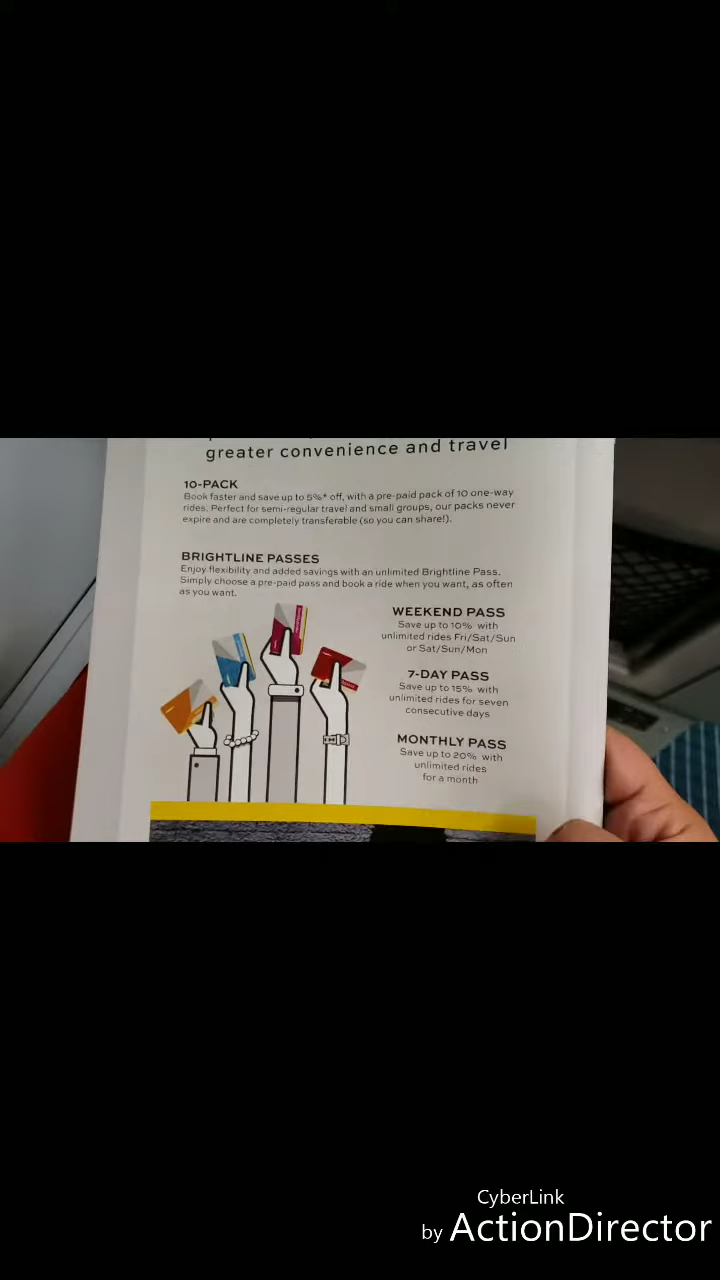 greater convenience and travel
10-PACK
Book faster and save up to 5%* off, with a pre-paid pack of 10 one-way
rides. Perfect for semi-regular travel and small groups, our packs never
expire and are completely transferable (so you can share!).
BRIGHTLINE PASSES
Enjoy flexibility and added savings with an unlimited Brightline Pass.
Simply choose a pre-paid pass and book a ride when you want, as often
as you want.
WEEKEND PASS
Save up to 10% with
unlimited rides Fri/Sat/Sun
or Sat/Sun/Mon
7-DAY PASS
Save up to 15% with
unlimited rides for seven
consecutive days
MONTHLY PASS
Save up to 20% with
unlimited rides
for a month
CyberLink
by ActionDirector